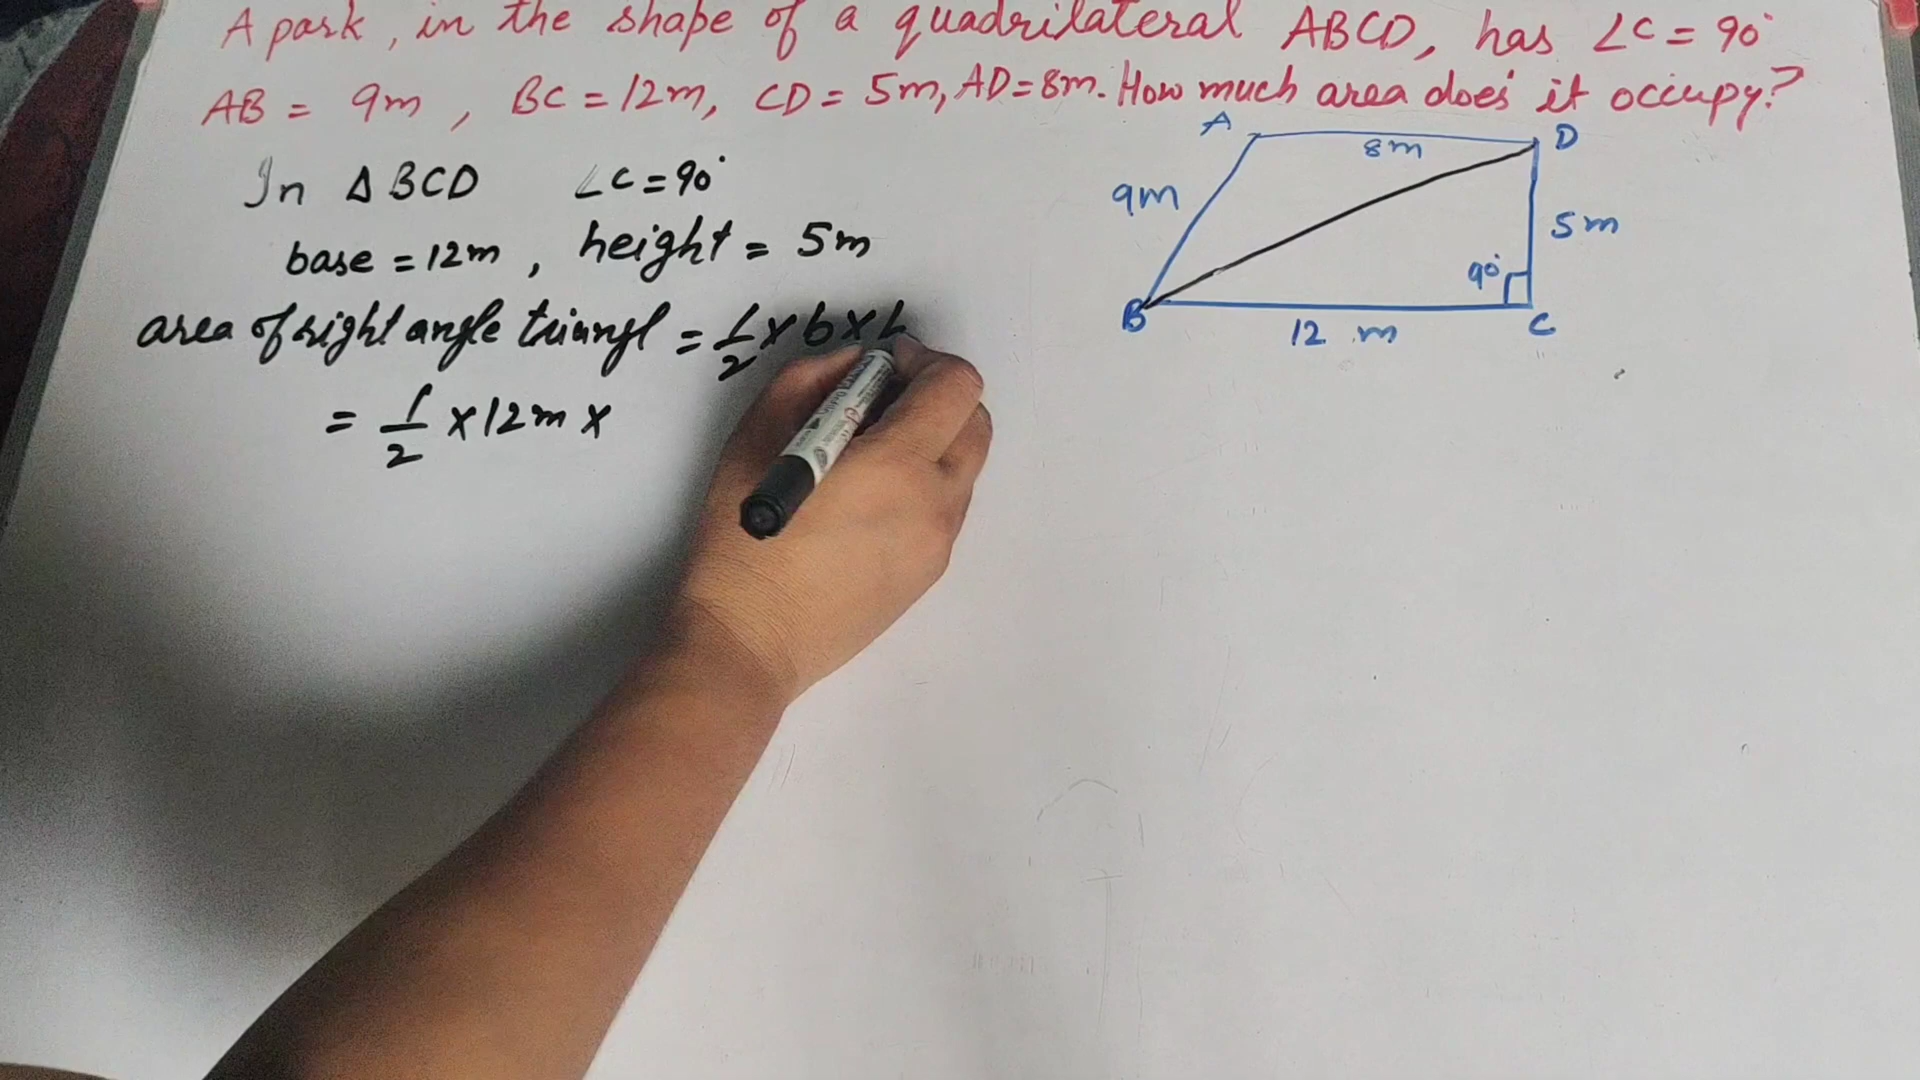 A park, in the shape of a quadrilateral ABCD, has ∠C = 90°
AB = 9m, BC = 12m, CD = 5m, AD = 8m. How much area does it occupy?
In △ BCD ∠C = 90°
base = 12m, height = 5m
area of right angle triangl = 1/2 × b × h
= 1/2 × 12m ×
A
D
8m
9m
5m
90°
B
C
12 m